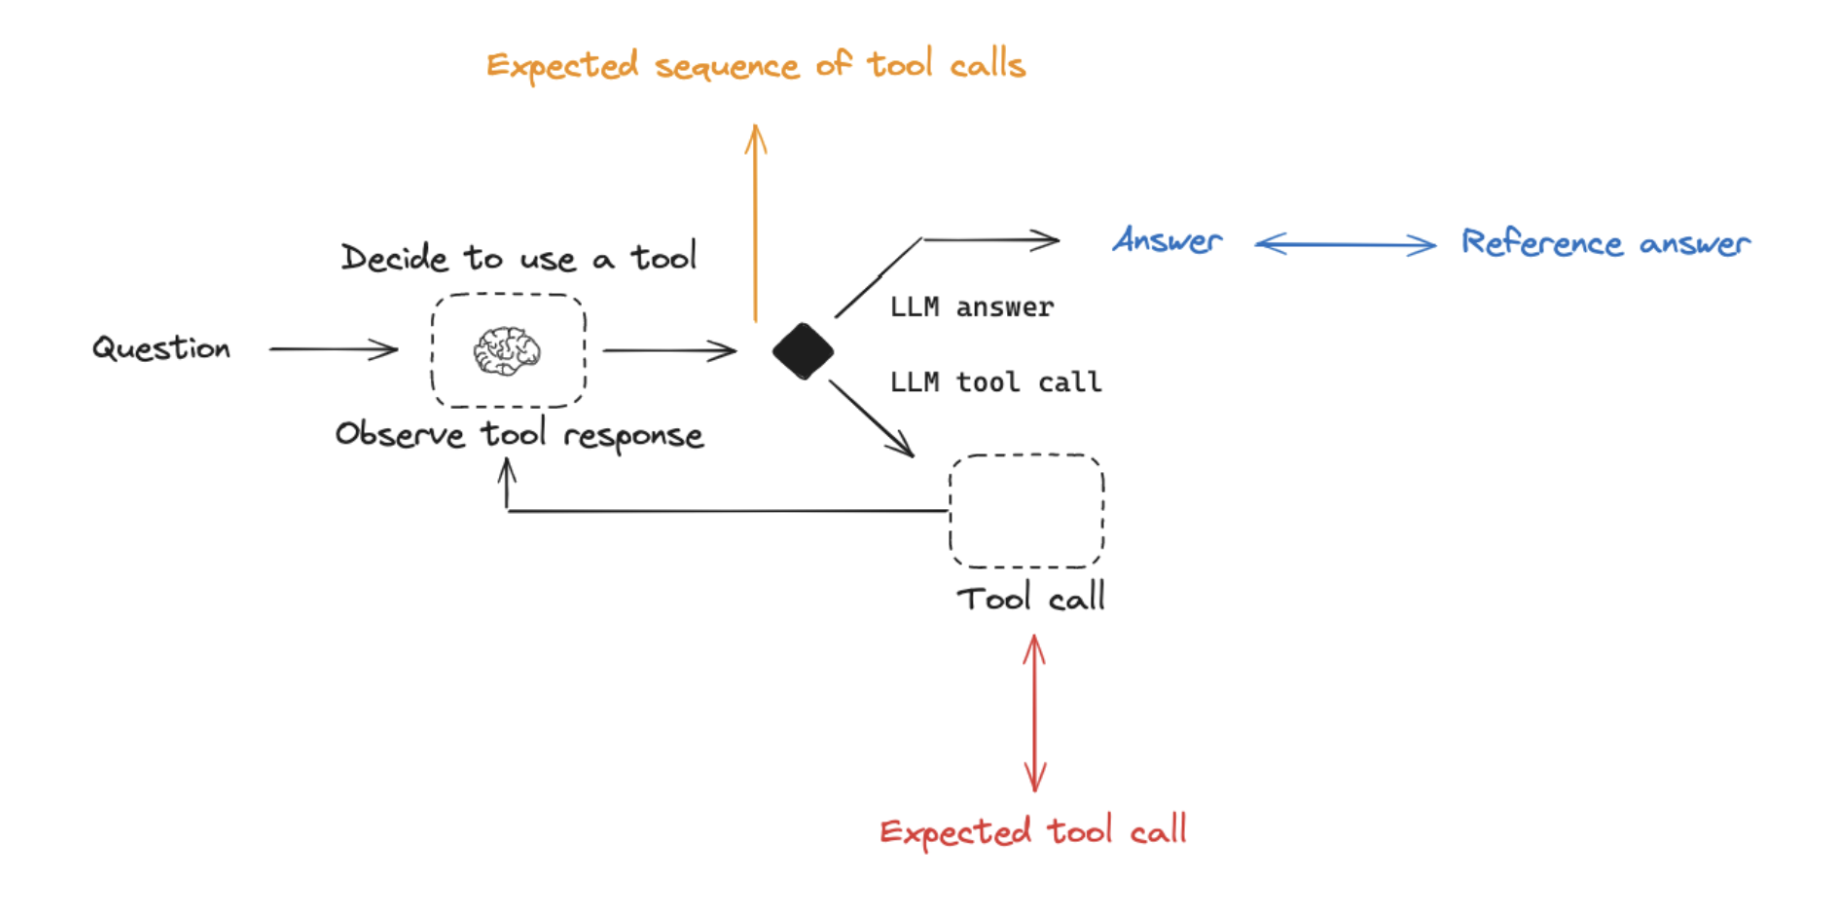 Expected sequence of tool calls
Answer
Reference answer
Decide to use a tool
LLM answer
Question
LLM tool call
Observe tool response
Tool call
Expected tool call